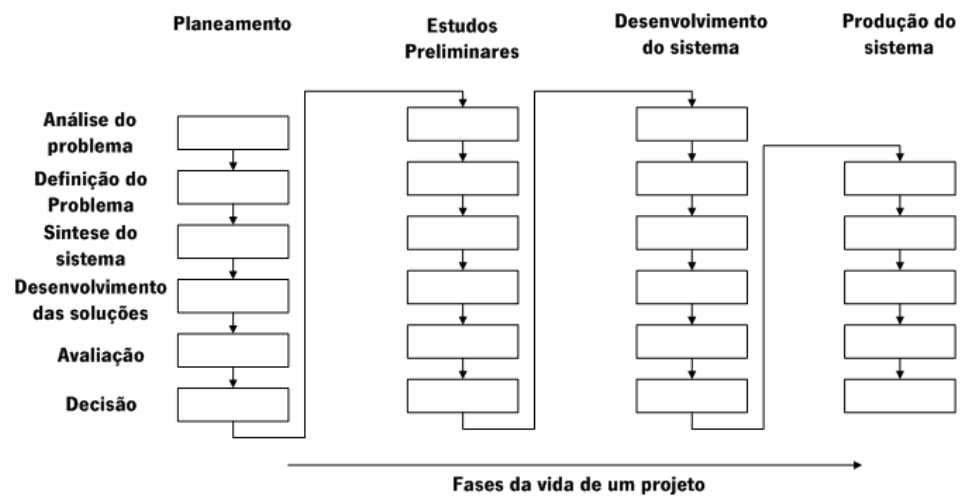 Planeamento
Estudos
Preliminares
Desenvolvimento
do sistema
Produção do
sistema
Análise do
problema
Definição do
Problema
Sintese do
sistema
Desenvolvimento
das soluções
Avaliação
Decisão
Fases da vida de um projeto